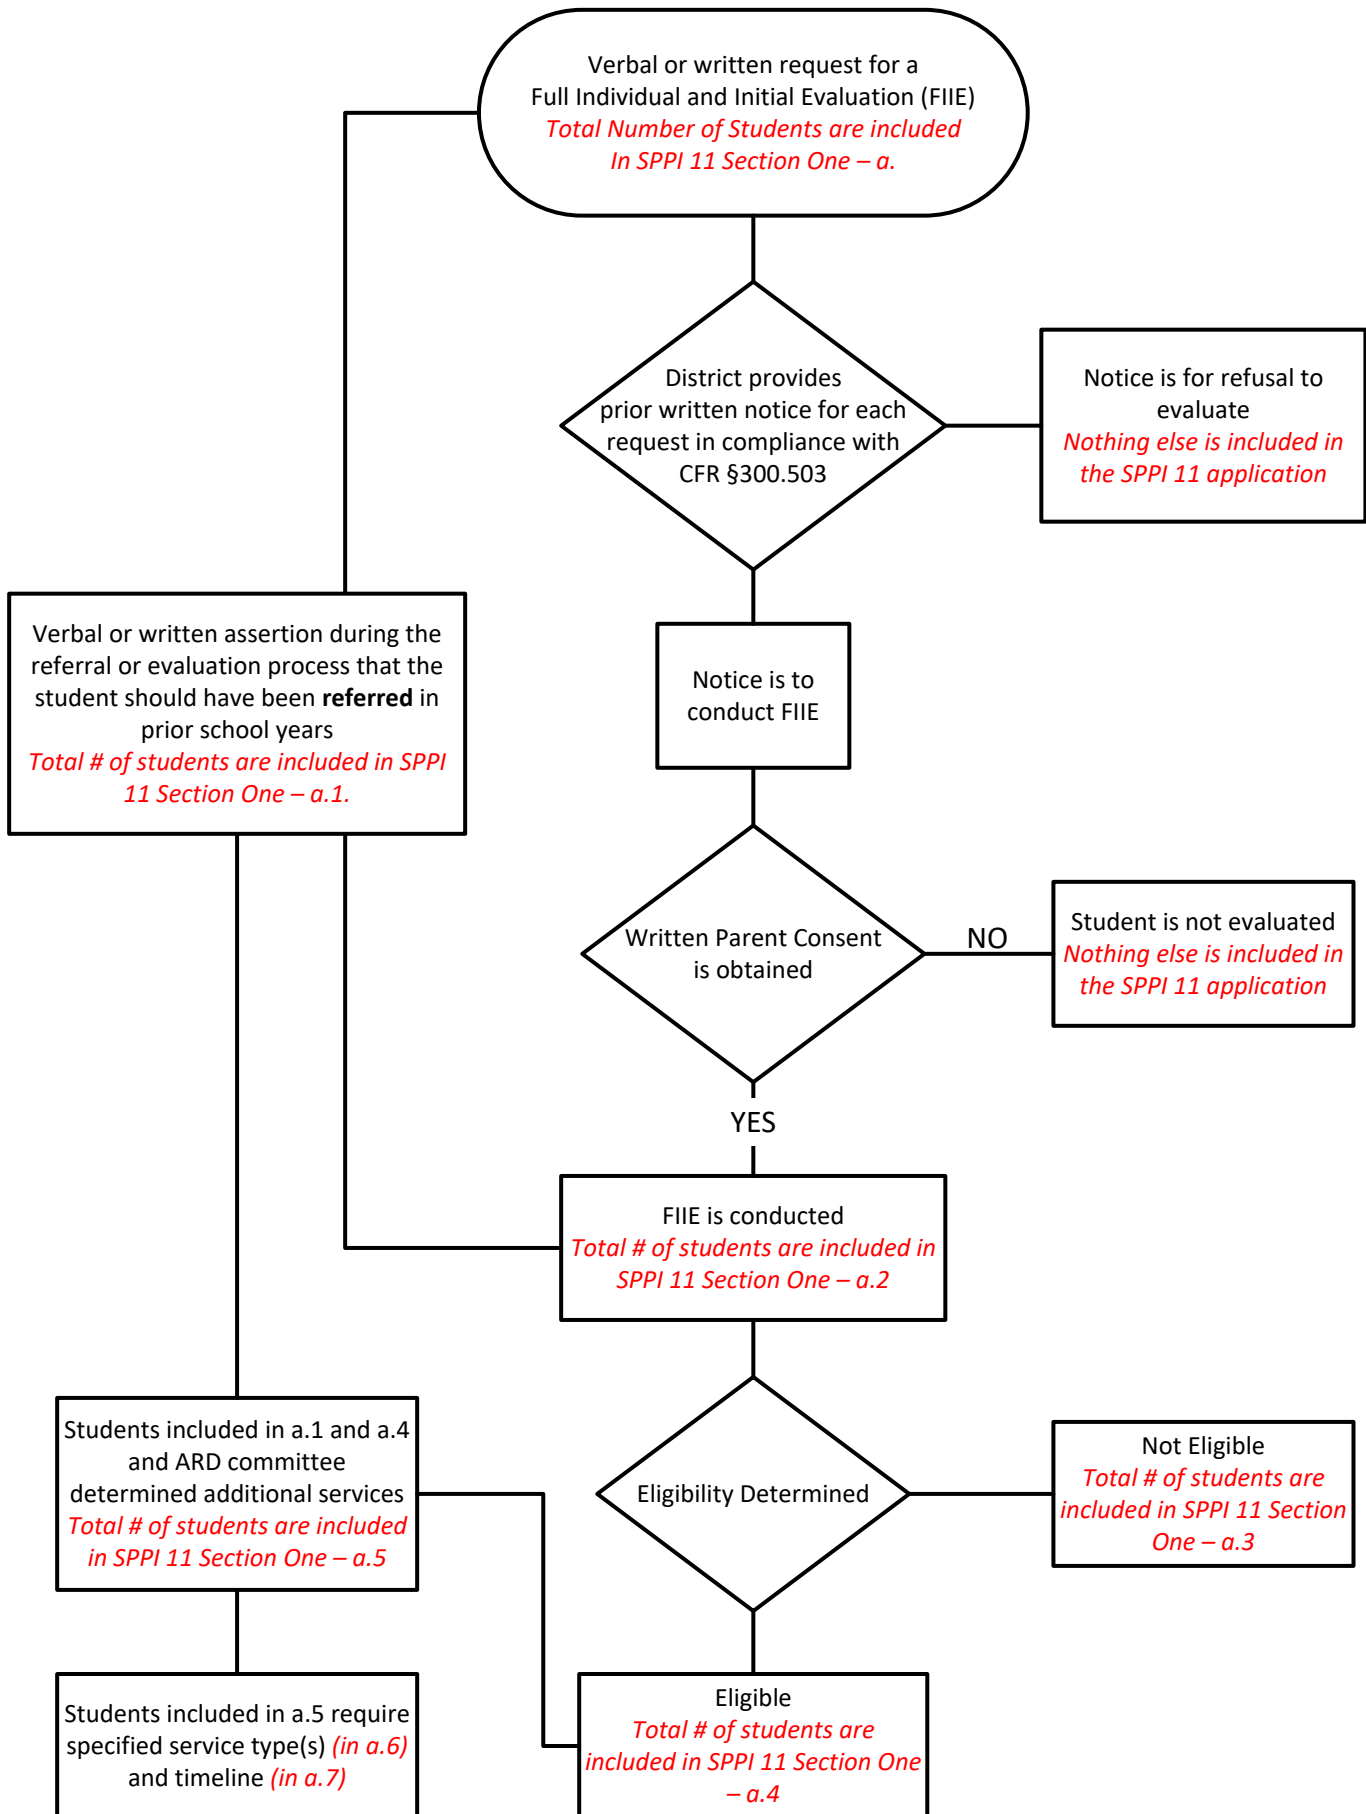 Verbal or written request for a
Full Individual and Initial Evaluation (FIIE)
Total Number of Students are included
In SPPI 11 Section One – a.
District provides
prior written notice for each
request in compliance with
CFR §300.503
Notice is for refusal to
evaluate
Nothing else is included in
the SPPI 11 application
Verbal or written assertion during the
referral or evaluation process that the
student should have been referred in
prior school years
Total # of students are included in SPPI
11 Section One – a.1.
Notice is to
conduct FIIE
Written Parent Consent
is obtained
NO
Student is not evaluated
Nothing else is included in
the SPPI 11 application
YES
FIIE is conducted
Total # of students are included in
SPPI 11 Section One – a.2
Students included in a.1 and a.4
and ARD committee
determined additional services
Total # of students are included
in SPPI 11 Section One – a.5
Eligibility Determined
Not Eligible
Total # of students are
included in SPPI 11 Section
One – a.3
Students included in a.5 require
specified service type(s) (in a.6)
and timeline (in a.7)
Eligible
Total # of students are
included in SPPI 11 Section One
– a.4